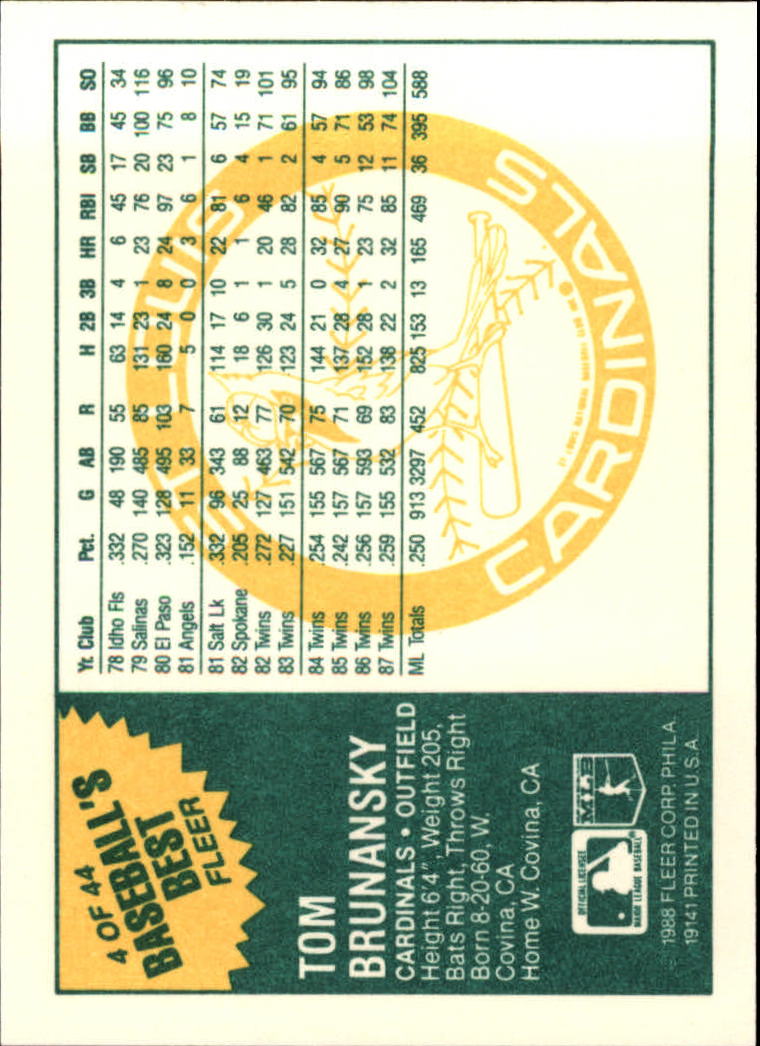 4 OF 44
BASEBALL'S
BEST
FLEER
TOM
BRUNANSKY
CARDINALS • OUTFIELD
Height 6'4", Weight 205,
Bats Right, Throws Right
Born 8-20-60, W.
Covina, CA
Home W. Covina, CA
OFFICIAL LICENSEE
MAJOR LEAGUE BASEBALL
© 1988 FLEER CORP. PHILA.
19141 PRINTED IN U.S.A.
Yr. Club Pct. G AB R H 2B 3B HR RBI SB BB SO
78 Idho Fls .332 48 190 55 63 14 4 6 45 17 45 34
79 Salinas .270 140 485 85 131 23 1 23 76 20 100 116
80 El Paso .323 128 495 103 160 24 8 24 97 23 75 96
81 Angels .152 11 33 7 5 0 0 3 6 1 8 10
81 Salt Lk .332 96 343 61 114 17 10 22 81 6 57 74
82 Spokane .205 25 88 12 18 6 1 1 6 4 15 19
82 Twins .272 127 463 77 126 30 1 20 46 1 71 101
83 Twins .227 151 542 70 123 24 5 28 82 2 61 95
84 Twins .254 155 567 75 144 21 0 32 85 4 57 94
85 Twins .242 157 567 71 137 28 4 27 90 5 71 86
86 Twins .256 157 593 69 152 28 1 23 75 12 53 98
87 Twins .259 155 532 83 138 22 2 32 85 11 74 104
ML Totals .250 913 3297 452 825 153 13 165 469 36 395 588
ST. LOUIS
CARDINALS